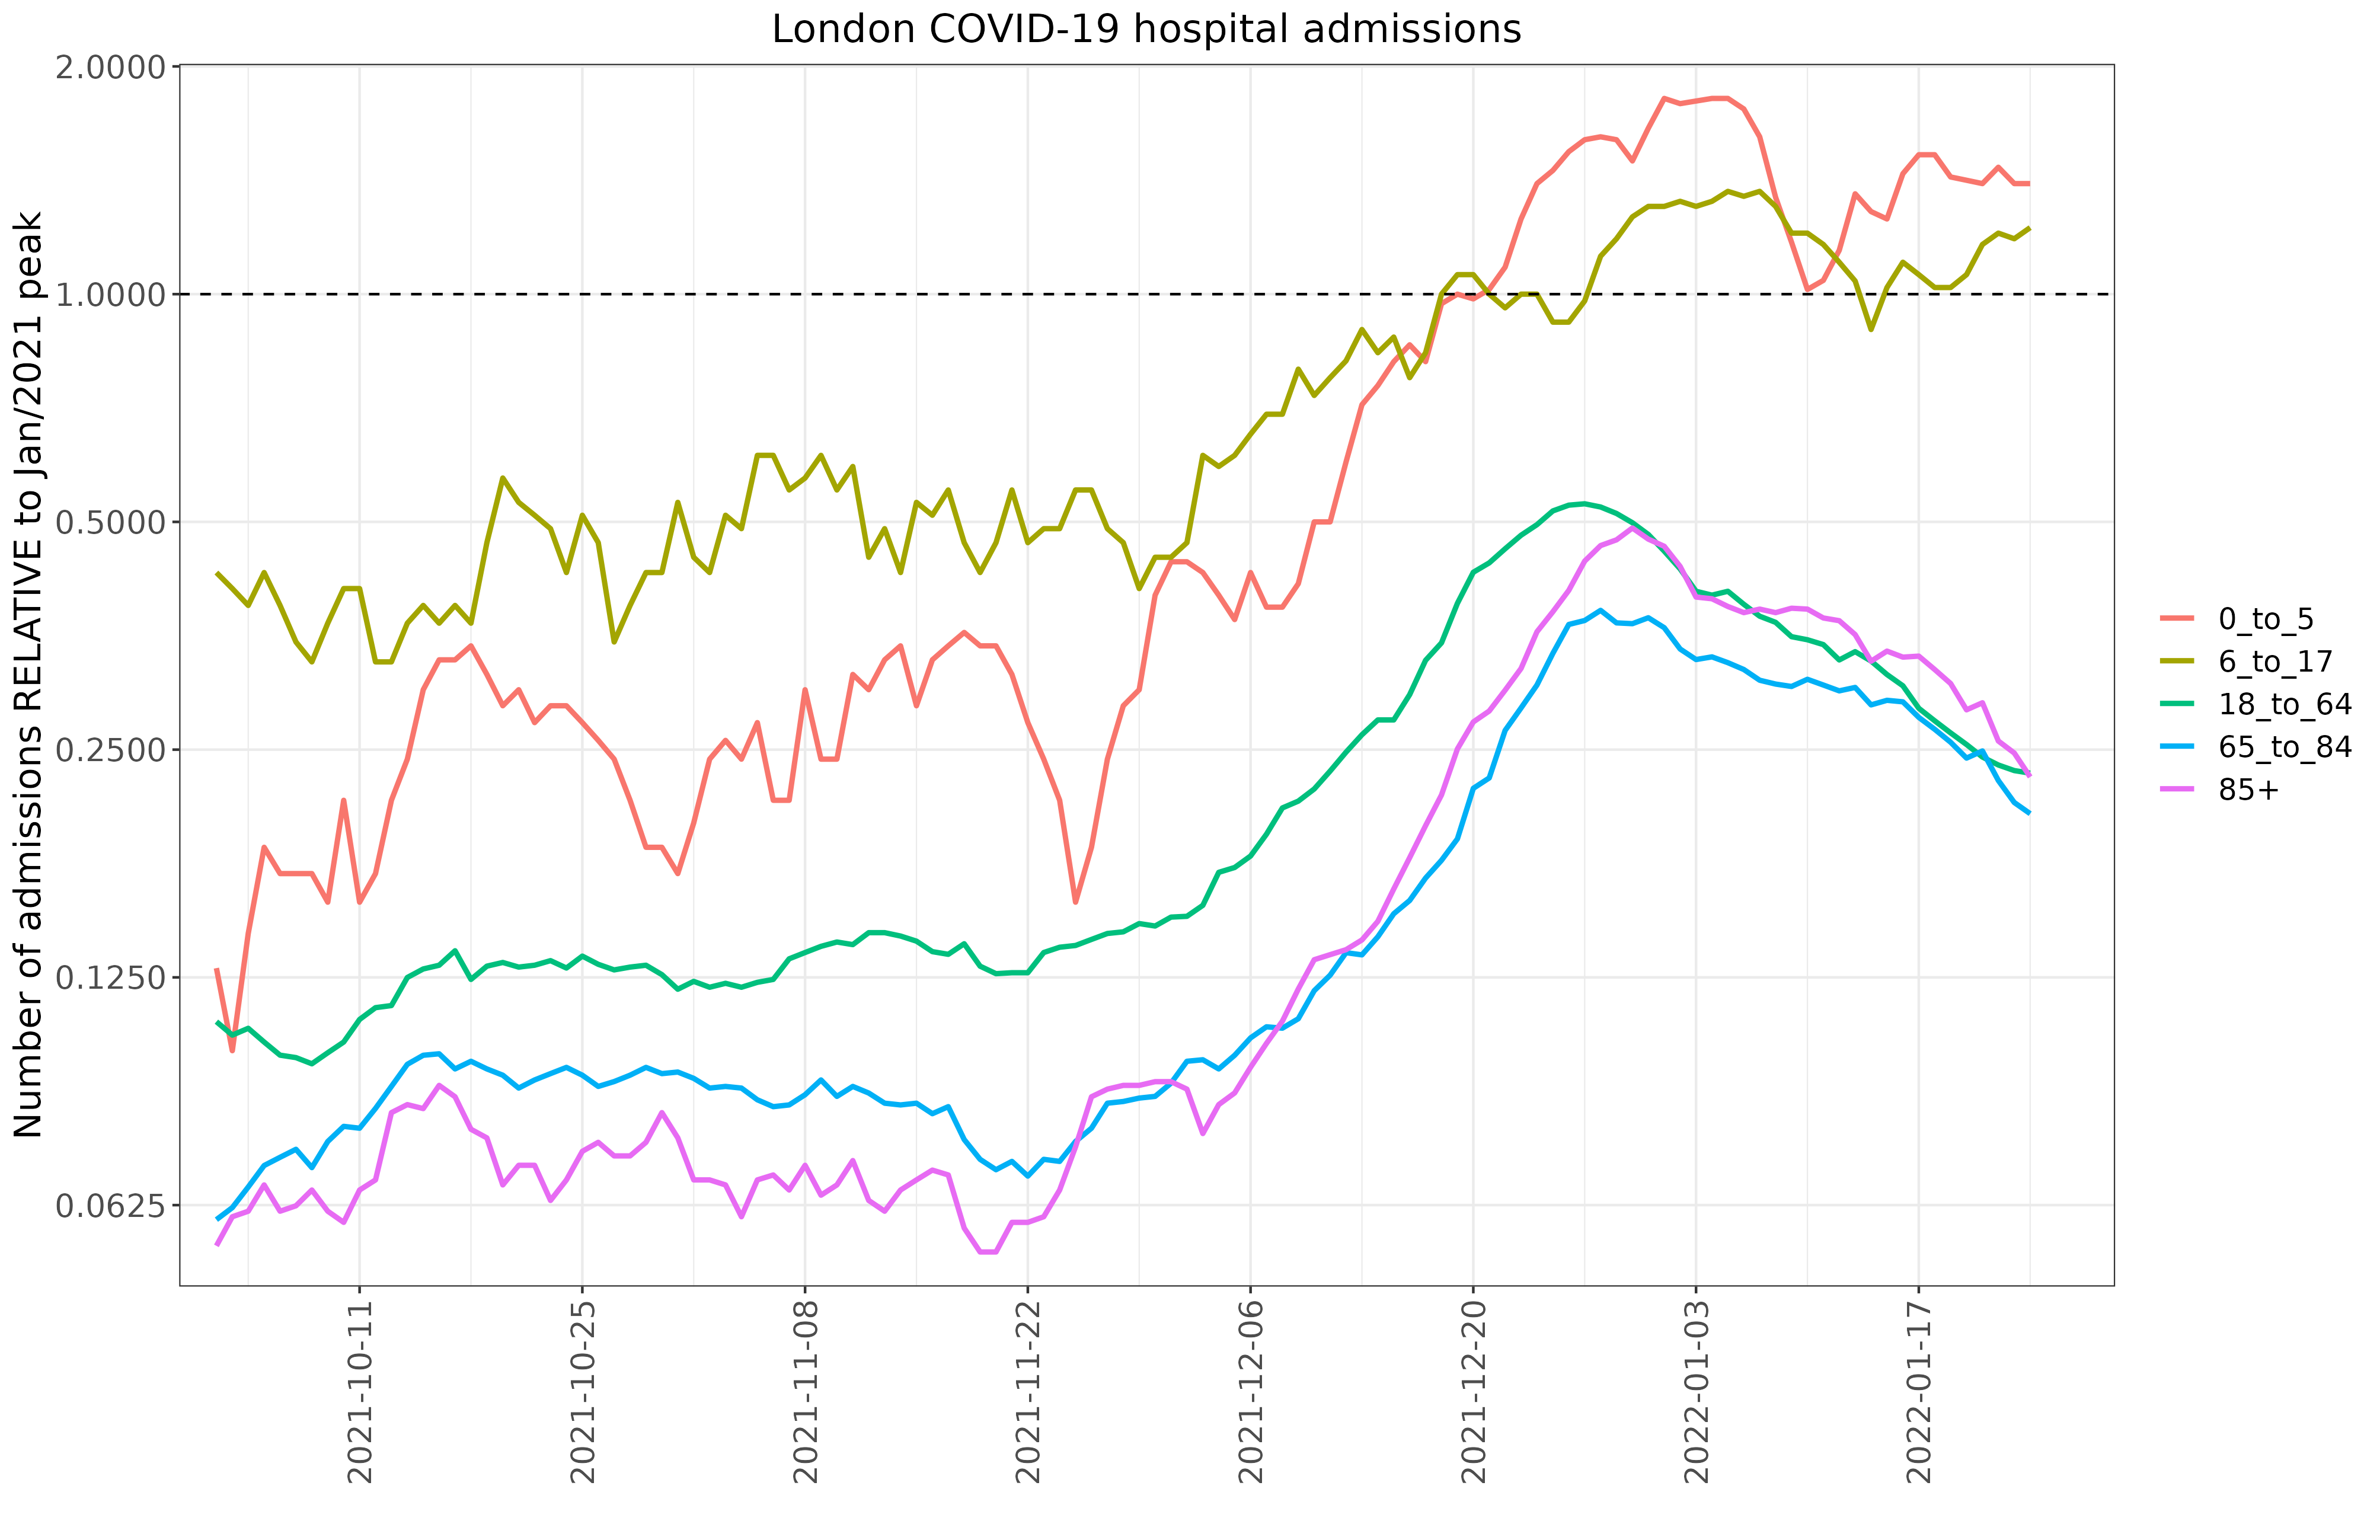 London COVID-19 hospital admissions
Number of admissions RELATIVE to Jan/2021 peak
2.0000
1.0000
0.5000
0.2500
0.1250
0.0625
2021-10-11
2021-10-25
2021-11-08
2021-11-22
2021-12-06
2021-12-20
2022-01-03
2022-01-17
0_to_5
6_to_17
18_to_64
65_to_84
85+